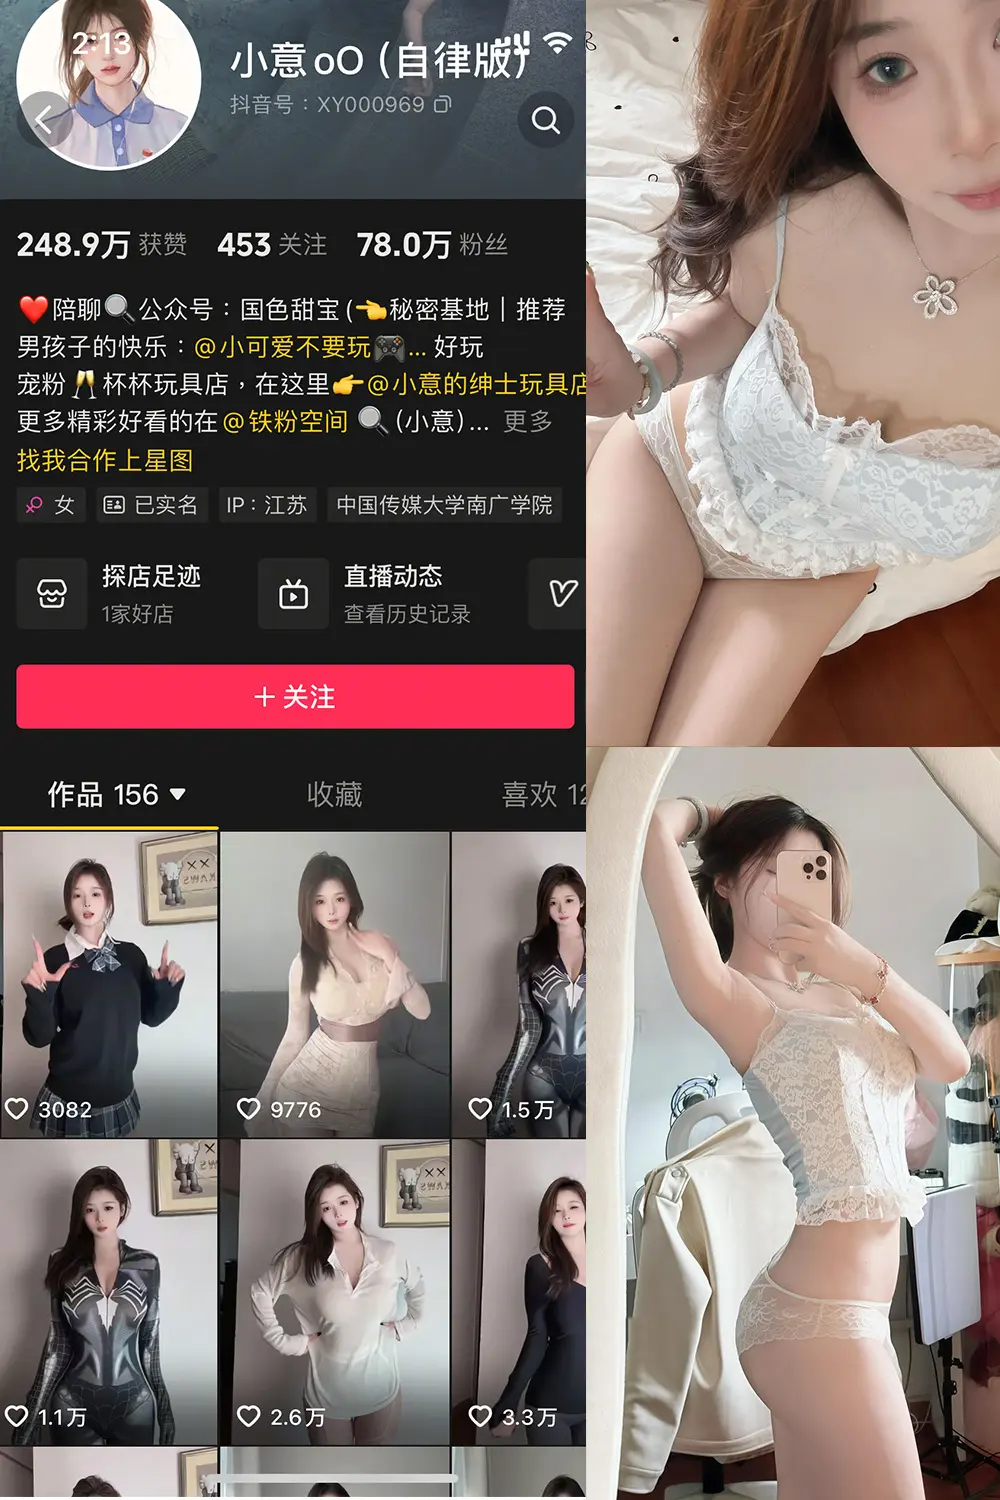 2:13
小意oO（自律版）
抖音号：XY000969
248.9万 获赞 453 关注 78.0万 粉丝
❤️陪聊🔍公众号：国色甜宝(👈秘密基地｜推荐
男孩子的快乐：@小可爱不要玩🎮... 好玩
宠粉🥂杯杯玩具店，在这里👉@小意的绅士玩具店
更多精彩好看的在@铁粉空间 🔍(小意)... 更多
找我合作上星图
女 已实名 IP：江苏 中国传媒大学南广学院
探店足迹 直播动态
1家好店 查看历史记录
+ 关注
作品 156 收藏 喜欢 12
3082 9776 1.5万
1.1万 2.6万 3.3万